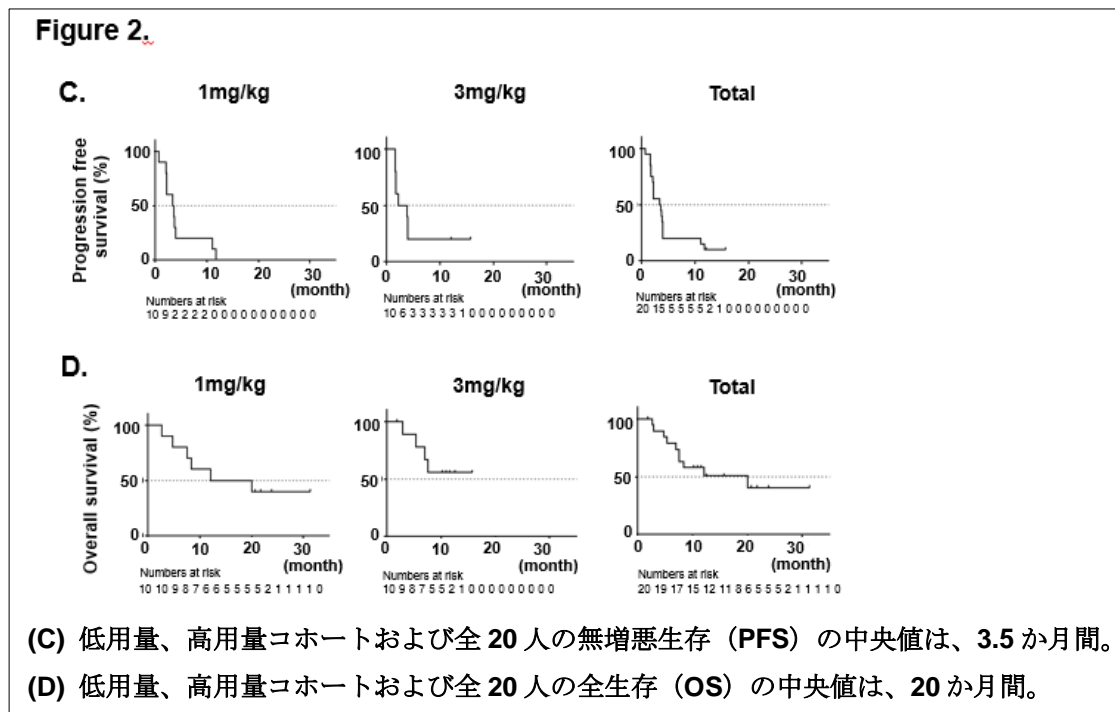 Figure 2.
C.
1mg/kg
3mg/kg
Total
Progression free
survival (%)
100
50
0
0 10 20 30
(month)
Numbers at risk
10 9 2 2 2 2 2 0 0 0 0 0 0 0 0 0 0 0 0
100
50
0
0 10 20 30
(month)
Numbers at risk
10 6 3 3 3 3 3 1 0 0 0 0 0 0 0 0 0
100
50
0
0 10 20 30
(month)
Numbers at risk
20 15 5 5 5 5 2 1 0 0 0 0 0 0 0 0 0
D.
1mg/kg
3mg/kg
Total
Overall survival (%)
100
50
0
0 10 20 30
(month)
Numbers at risk
10 10 9 8 7 6 6 5 5 5 5 5 2 1 1 1 1 0
100
50
0
0 10 20 30
(month)
Numbers at risk
10 9 8 7 5 5 2 1 0 0 0 0 0 0 0 0 0
100
50
0
0 10 20 30
(month)
Numbers at risk
20 19 17 15 12 11 8 6 5 5 5 2 1 1 1 1 0
(C) 低用量、高用量コホートおよび全 20 人の無増悪生存（PFS）の中央値は、3.5 か月間。
(D) 低用量、高用量コホートおよび全 20 人の全生存（OS）の中央値は、20 か月間。